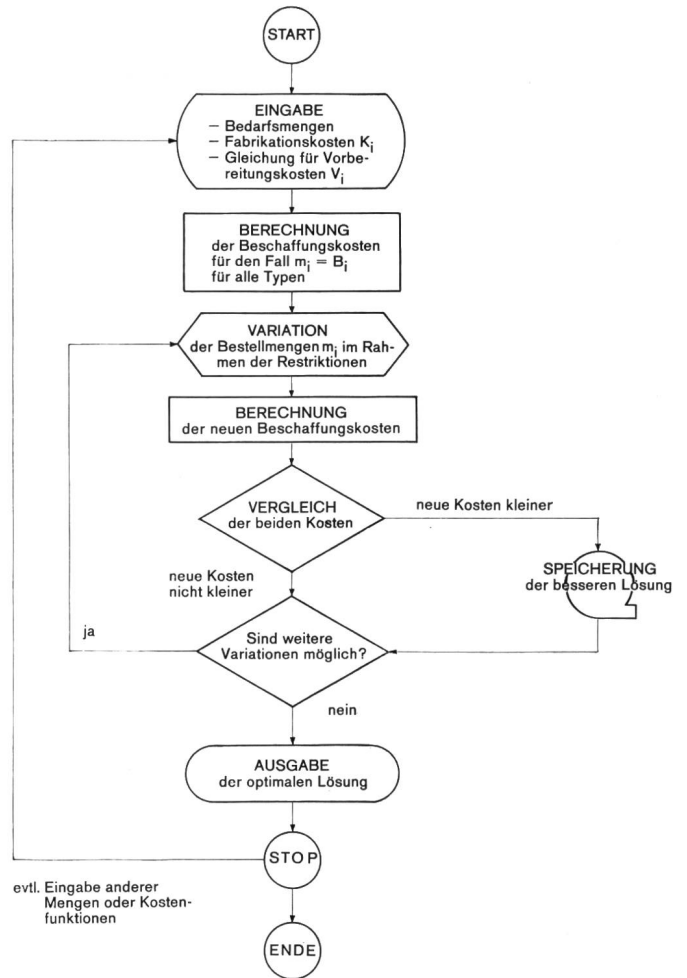 START
EINGABE
– Bedarfsmengen
– Fabrikationskosten Ki
– Gleichung für Vorbe-
reitungskosten Vi
BERECHNUNG
der Beschaffungskosten
für den Fall mi = Bi
für alle Typen
VARIATION
der Bestellmengen mi im Rah-
men der Restriktionen
BERECHNUNG
der neuen Beschaffungskosten
VERGLEICH
der beiden Kosten
neue Kosten kleiner
SPEICHERUNG
der besseren Lösung
neue Kosten
nicht kleiner
ja
Sind weitere
Variationen möglich?
nein
AUSGABE
der optimalen Lösung
STOP
evtl. Eingabe anderer
Mengen oder Kosten-
funktionen
ENDE